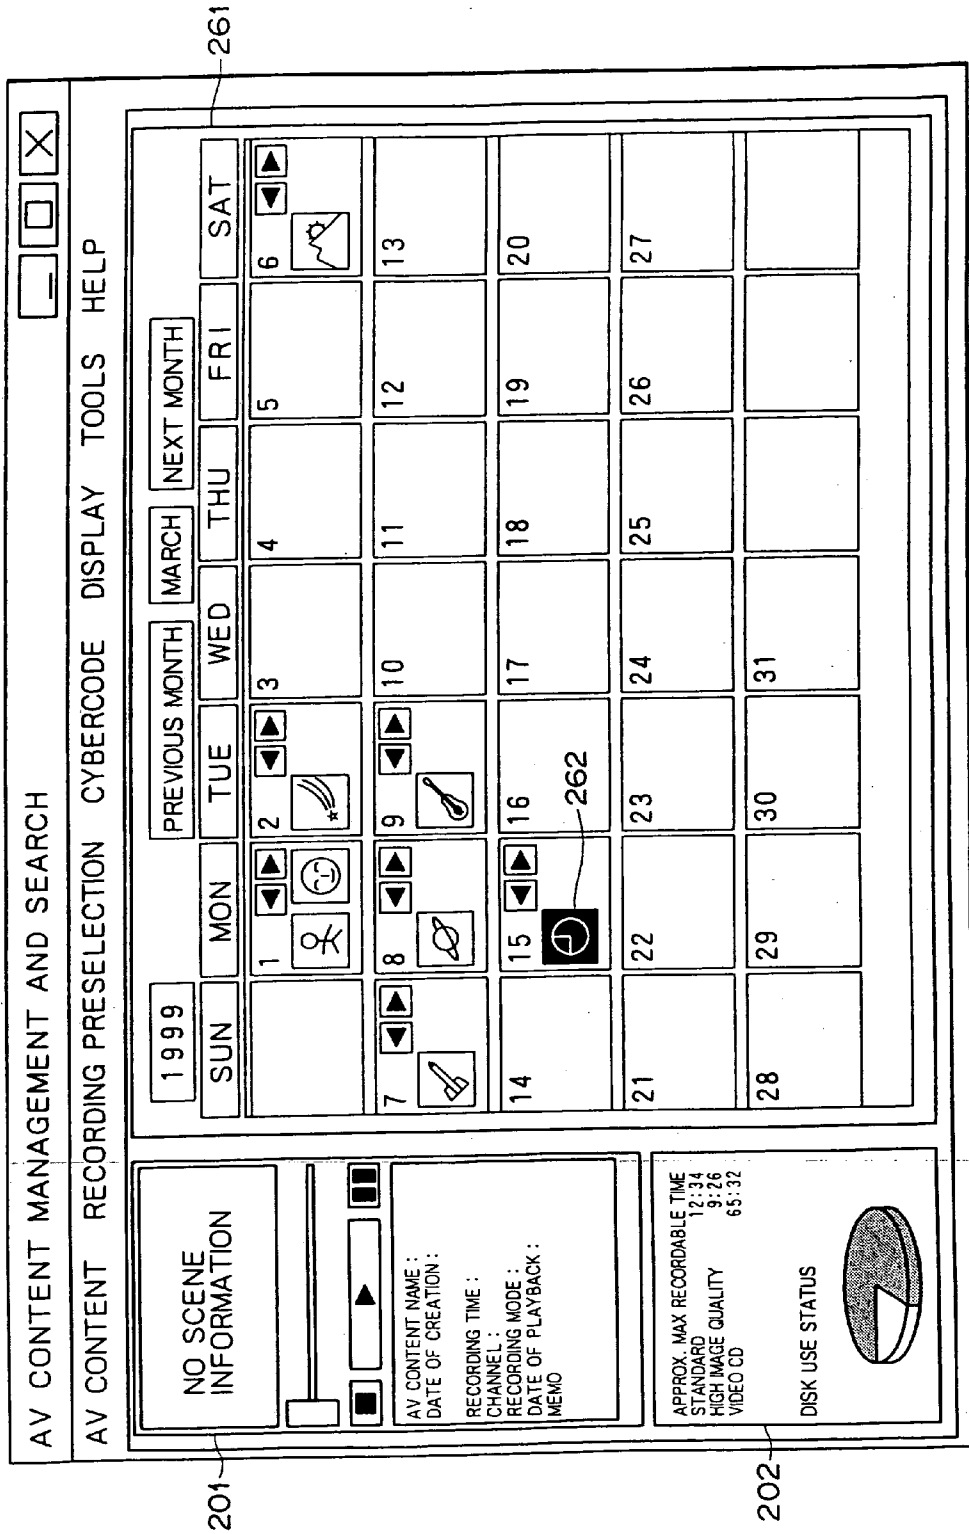 AV CONTENT MANAGEMENT AND SEARCH
AV CONTENT RECORDING PRESELECTION CYBERCODE DISPLAY TOOLS HELP
201
NO SCENE
INFORMATION
AV CONTENT NAME :
DATE OF CREATION :
RECORDING TIME :
CHANNEL :
RECORDING MODE :
DATE OF PLAYBACK :
MEMO
202
APPROX. MAX RECORDABLE TIME
STANDARD 12:34
HIGH IMAGE QUALITY 9:26
VIDEO CD 65:32
DISK USE STATUS
261
1999 PREVIOUS MONTH MARCH NEXT MONTH
SUN MON TUE WED THU FRI SAT
1 2 3 4 5 6
7 8 9 10 11 12 13
14 15 16 17 18 19 20
262
21 22 23 24 25 26 27
28 29 30 31